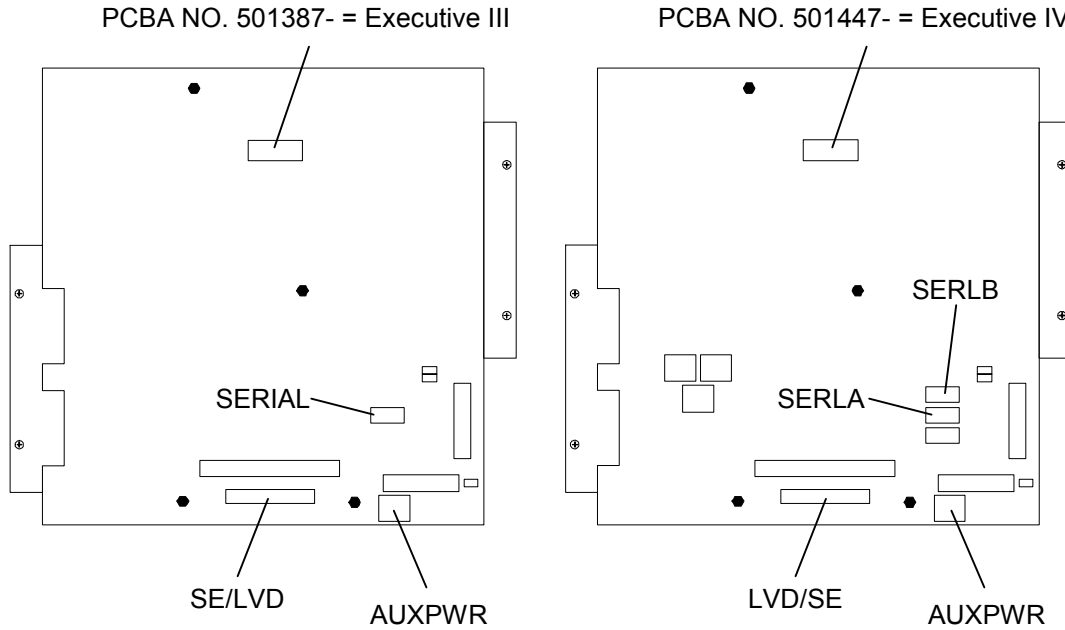 PCBA NO. 501387- = Executive III
PCBA NO. 501447- = Executive IV
SERIAL
SE/LVD
AUXPWR
SERLB
SERLA
LVD/SE
AUXPWR